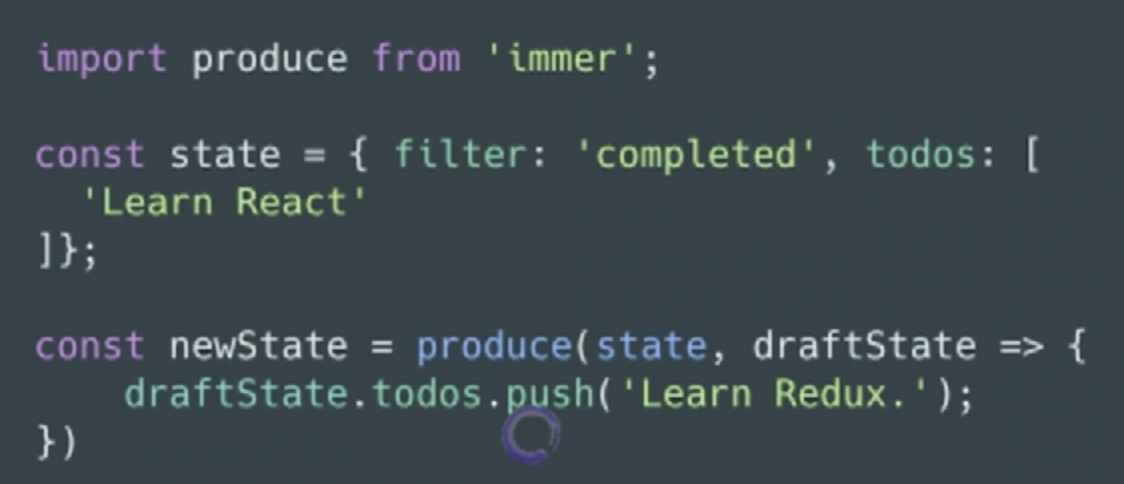 import produce from 'immer';
const state = { filter: 'completed', todos: [
'Learn React'
]};
const newState = produce(state, draftState => {
draftState.todos.push('Learn Redux.');
})